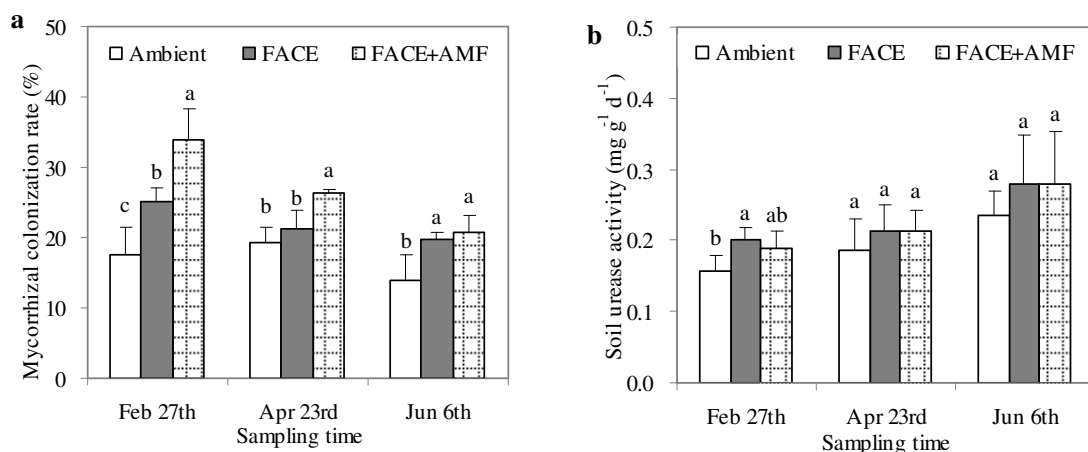 a
50
40
30
20
10
0
Mycorrhizal colonization rate (%)
Ambient FACE FACE+AMF
c b a
b b a
b a a
Feb 27th Apr 23rd Jun 6th
Sampling time
b
0.5
0.4
0.3
0.2
0.1
0.0
Soil urease activity (mg g-1 d-1)
Ambient FACE FACE+AMF
b a ab
a a a
a a a
Feb 27th Apr 23rd Jun 6th
Sampling time